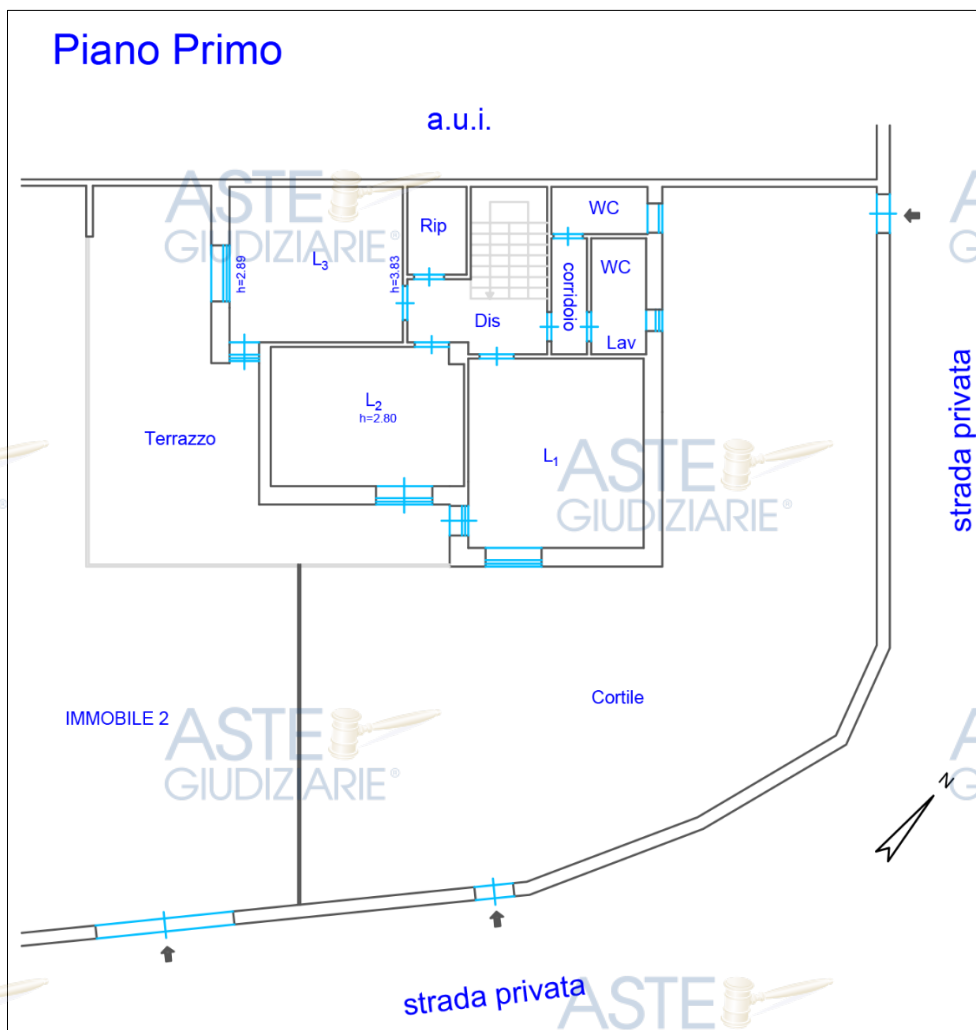 Piano Primo
a.u.i.
ASTE
GIUDIZIARIE®
WC
Rip
L3
h=2.89
h=3.83
corridoio
WC
Dis
Lav
L2
h=2.80
Terrazzo
L1
ASTE
GIUDIZIARIE®
strada privata
Cortile
IMMOBILE 2
ASTE
GIUDIZIARIE®
N
strada privata
ASTE